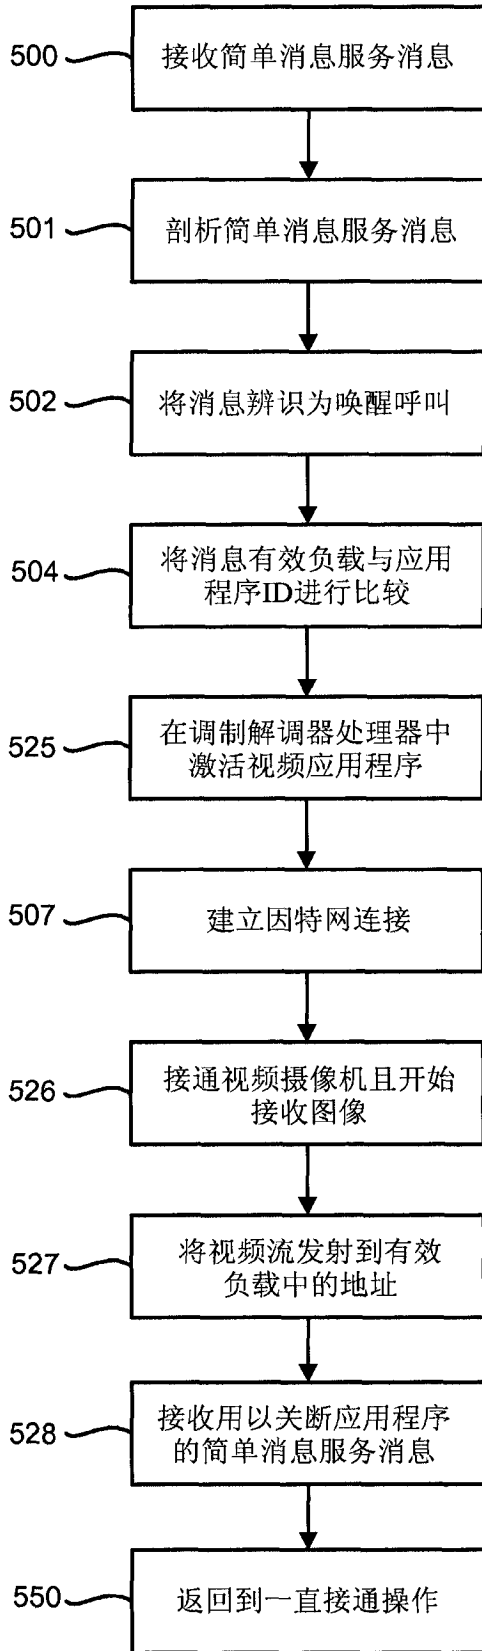 500
接收简单消息服务消息
501
剖析简单消息服务消息
502
将消息辨识为唤醒呼叫
504
将消息有效负载与应用
程序ID进行比较
525
在调制解调器处理器中
激活视频应用程序
507
建立因特网连接
526
接通视频摄像机且开始
接收图像
527
将视频流发射到有效
负载中的地址
528
接收用以关断应用程序
的简单消息服务消息
550
返回到一直接通操作